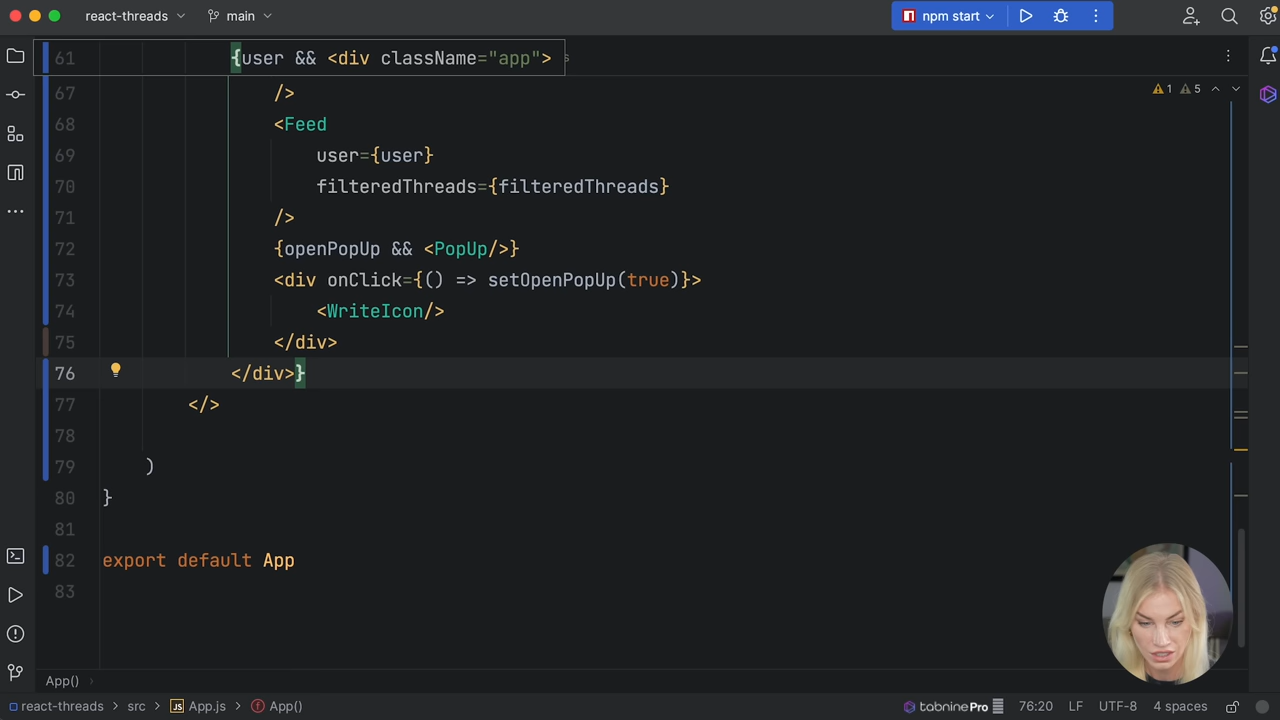 react-threads
main
npm start
61 {user && <div className="app">
1 5
67 />
68 <Feed
69 user={user}
70 filteredThreads={filteredThreads}
71 />
72 {openPopUp && <PopUp/>}
73 <div onClick={() => setOpenPopUp(true)}>
74 <WriteIcon/>
75 </div>
76 </div>}
77 </>
78
79 )
80 }
81
82 export default App
83
App()
react-threads > src > JS App.js > f App() tabnine Pro 76:20 LF UTF-8 4 spaces